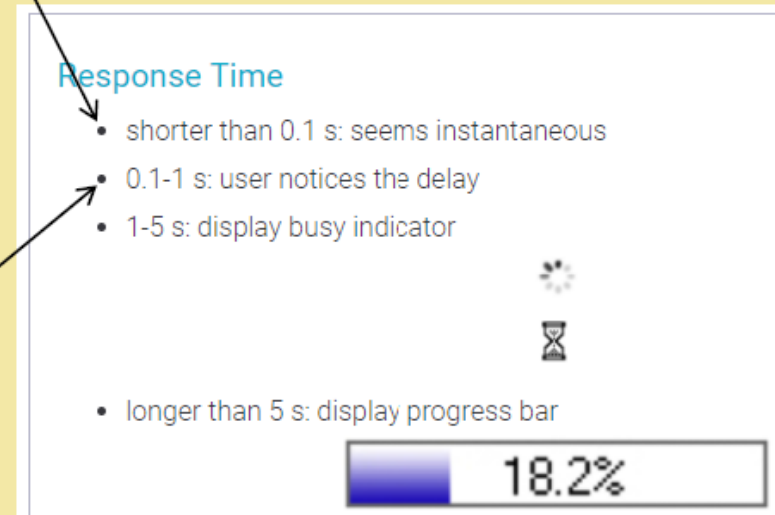 Response Time
shorter than 0.1 s: seems instantaneous
0.1-1 s: user notices the delay
1-5 s: display busy indicator
longer than 5 s: display progress bar
18.2%